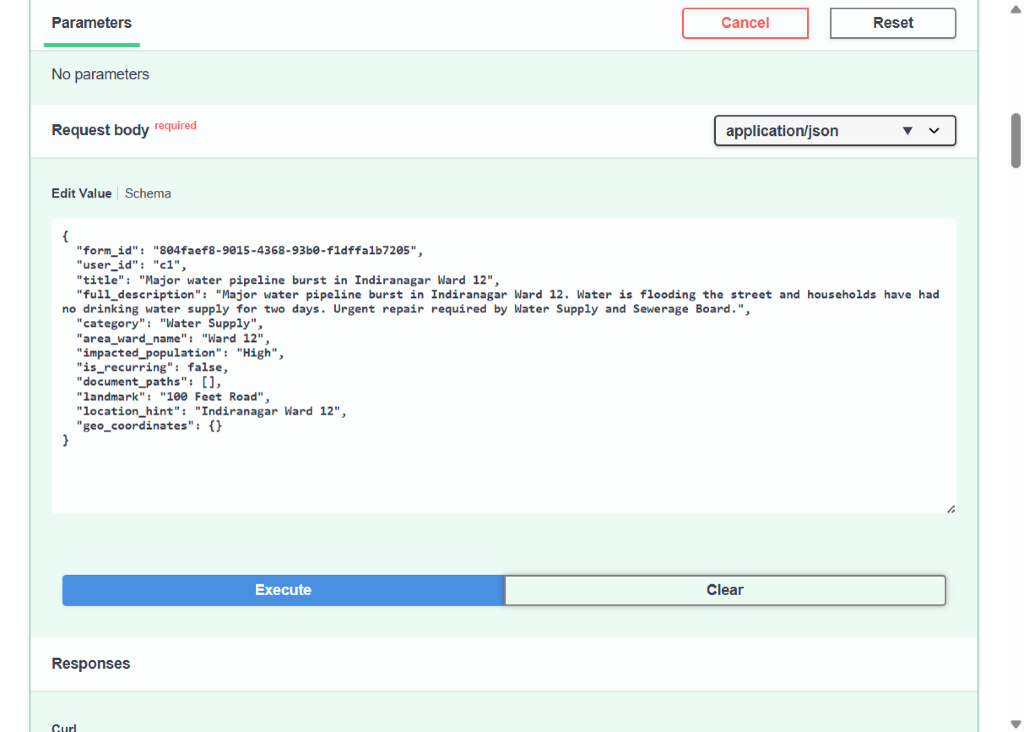 Parameters
Cancel
Reset
No parameters
Request body required
application/json
Edit Value Schema
{
  "form_id": "804faef8-9015-4368-93b0-f1dffa1b7205",
  "user_id": "c1",
  "title": "Major water pipeline burst in Indiranagar Ward 12",
  "full_description": "Major water pipeline burst in Indiranagar Ward 12. Water is flooding the street and households have had
no drinking water supply for two days. Urgent repair required by Water Supply and Sewerage Board.",
  "category": "Water Supply",
  "area_ward_name": "Ward 12",
  "impacted_population": "High",
  "is_recurring": false,
  "document_paths": [],
  "landmark": "100 Feet Road",
  "location_hint": "Indiranagar Ward 12",
  "geo_coordinates": {}
}
Execute
Clear
Responses
Curl